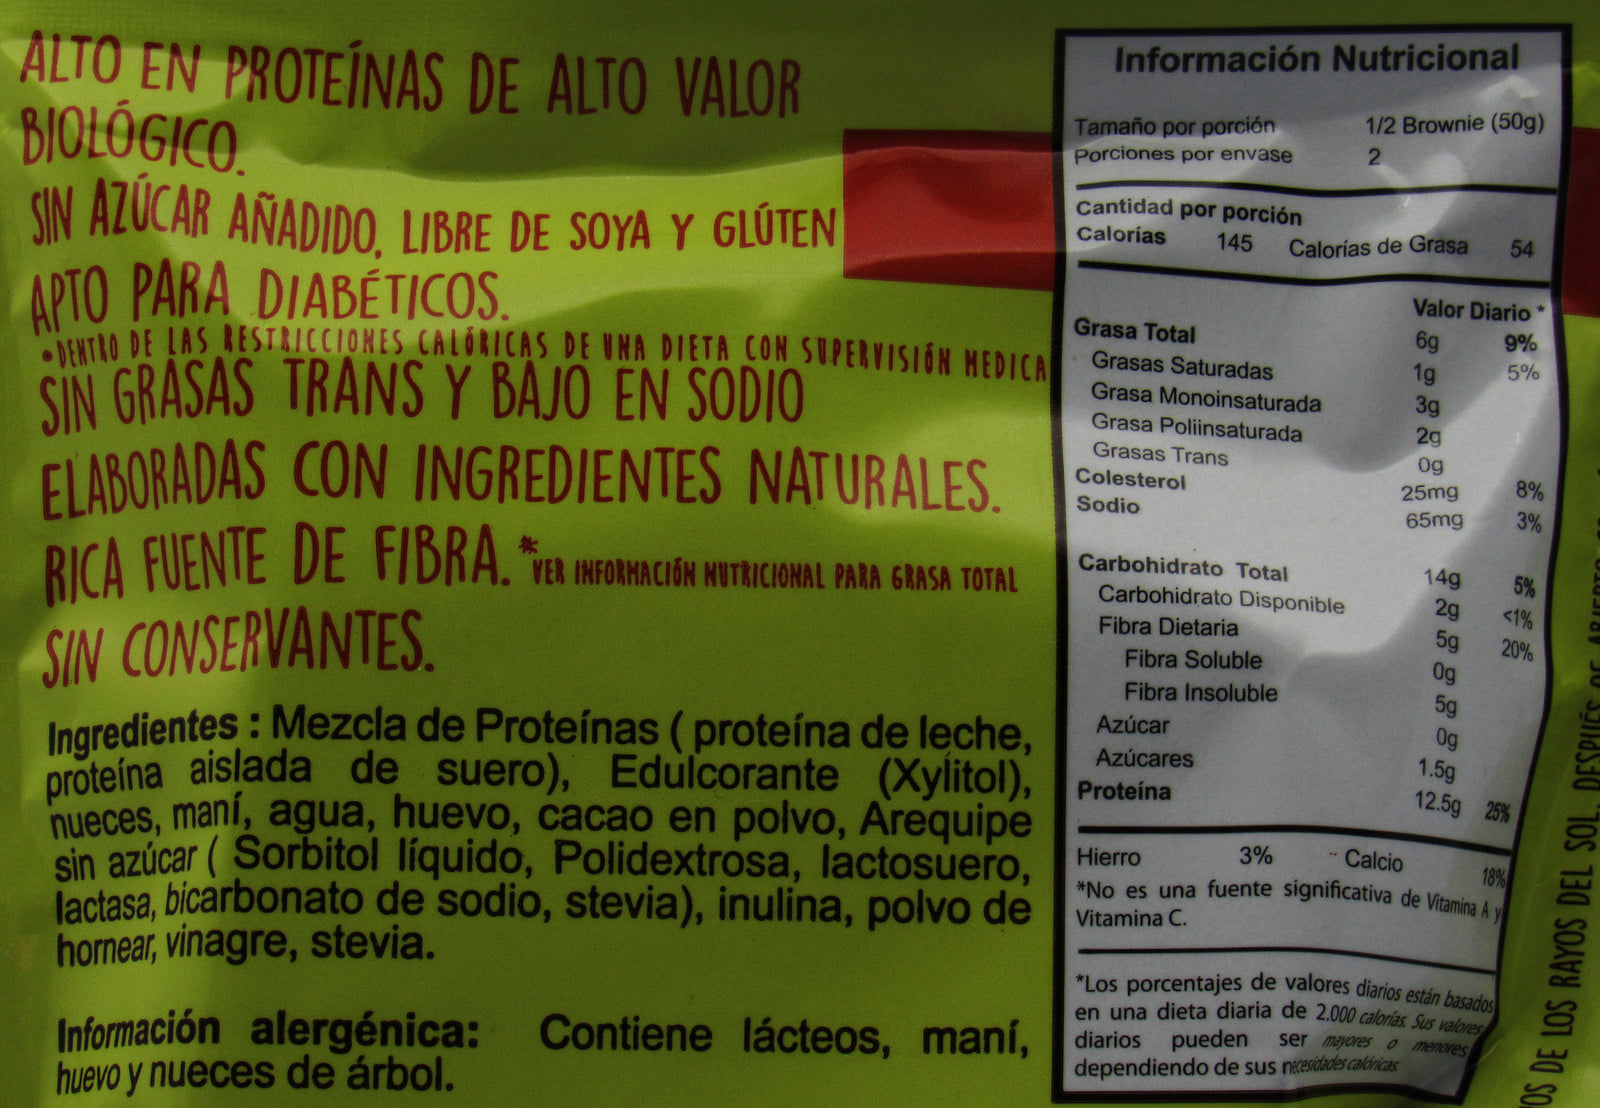 ALTO EN PROTEÍNAS DE ALTO VALOR
BIOLÓGICO.
SIN AZÚCAR AÑADIDO, LIBRE DE SOYA Y GLÚTEN
APTO PARA DIABÉTICOS.
•DENTRO DE LAS RESTRICCIONES CALÓRICAS DE UNA DIETA CON SUPERVISIÓN MEDICA
SIN GRASAS TRANS Y BAJO EN SODIO
ELABORADAS CON INGREDIENTES NATURALES.
RICA FUENTE DE FIBRA. *VER INFORMACIÓN NUTRICIONAL PARA GRASA TOTAL
SIN CONSERVANTES.
Ingredientes : Mezcla de Proteínas ( proteína de leche,
proteína aislada de suero), Edulcorante (Xylitol),
nueces, maní, agua, huevo, cacao en polvo, Arequipe
sin azúcar ( Sorbitol líquido, Polidextrosa, lactosuero,
lactasa, bicarbonato de sodio, stevia), inulina, polvo de
hornear, vinagre, stevia.
Información alergénica: Contiene lácteos, maní,
huevo y nueces de árbol.
Información Nutricional
Tamaño por porción 1/2 Brownie (50g)
Porciones por envase 2
Cantidad por porción
Calorías 145 Calorías de Grasa 54
Valor Diario *
Grasa Total 6g 9%
Grasas Saturadas 1g 5%
Grasa Monoinsaturada 3g
Grasa Poliinsaturada 2g
Grasas Trans 0g
Colesterol 25mg 8%
Sodio 65mg 3%
Carbohidrato Total 14g 5%
Carbohidrato Disponible 2g <1%
Fibra Dietaria 5g 20%
Fibra Soluble 0g
Fibra Insoluble 5g
Azúcar 0g
Azúcares 1.5g
Proteína 12.5g 25%
Hierro 3% Calcio 18%
*No es una fuente significativa de Vitamina A y
Vitamina C.
*Los porcentajes de valores diarios están basados
en una dieta diaria de 2.000 calorías. Sus valores
diarios pueden ser mayores o menores
dependiendo de sus necesidades calóricas.
DE LOS RAYOS DEL SOL. DESPUÉS DE ABIERTO